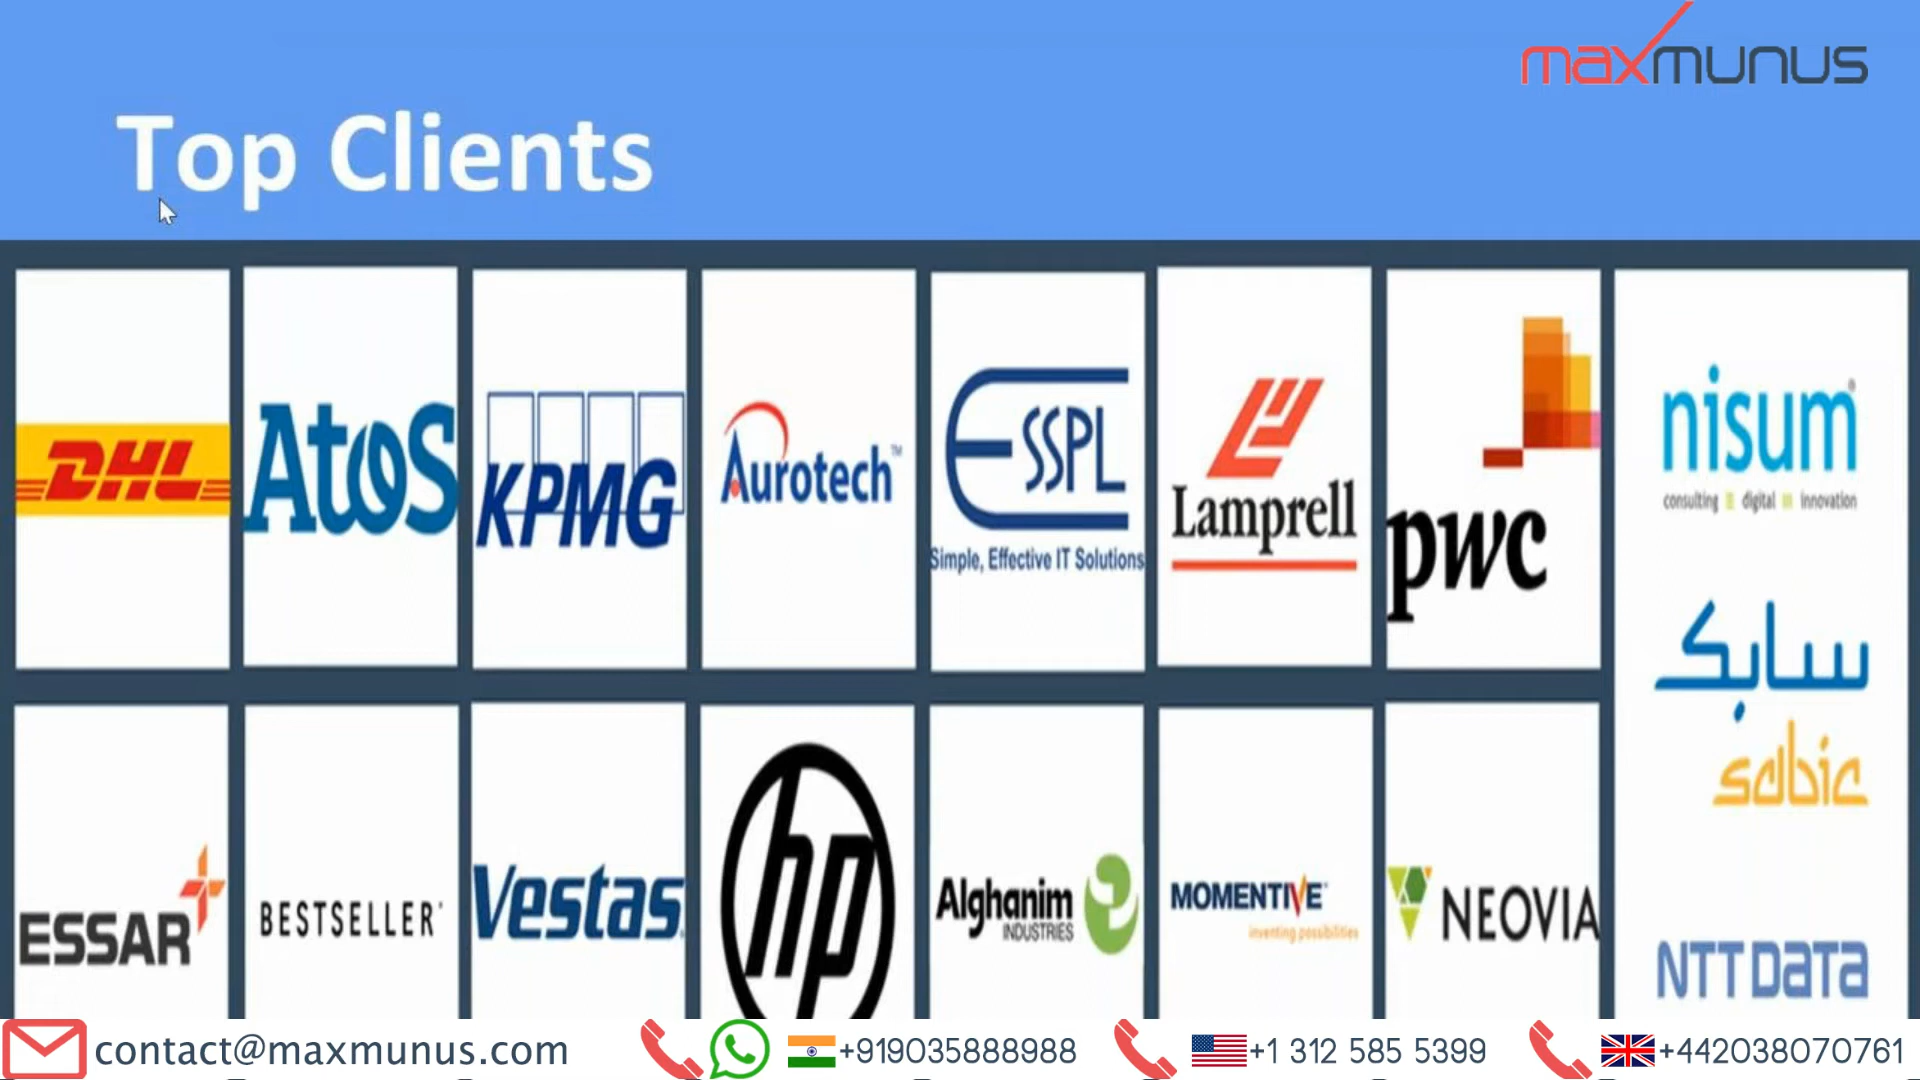 maxmunus
Top Clients
DHL
Atos
KPMG
Aurotech™
ESSPL
Simple, Effective IT Solutions
Lamprell
pwc
nisum®
consulting digital innovation
سابك
sabic
NTT DATA
ESSAR
BESTSELLER
Vestas
hp
Alghanim
INDUSTRIES
MOMENTIVE
inventing possibilities
NEOVIA
contact@maxmunus.com
+919035888988
+1 312 585 5399
+442038070761